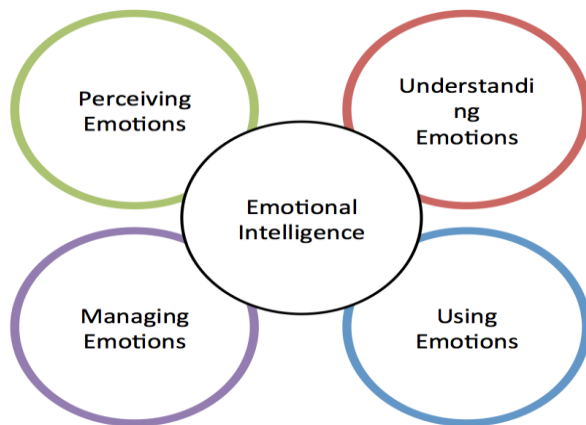 Perceiving
Emotions
Understandi
ng
Emotions
Emotional
Intelligence
Managing
Emotions
Using
Emotions